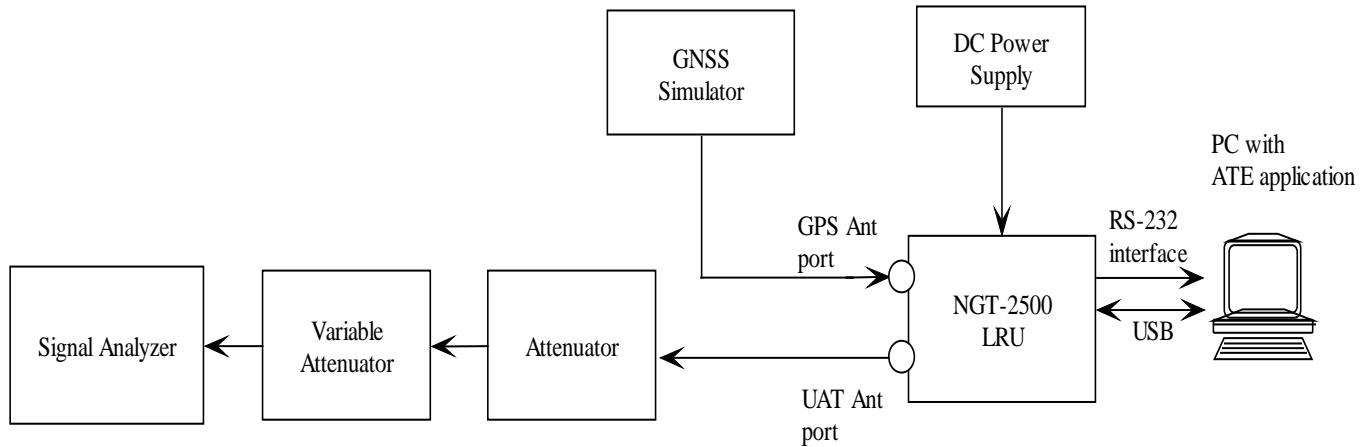 GNSS
Simulator
DC Power
Supply
PC with
ATE application
GPS Ant
port
RS-232
interface
NGT-2500
LRU
USB
Signal Analyzer
Variable
Attenuator
Attenuator
UAT Ant
port